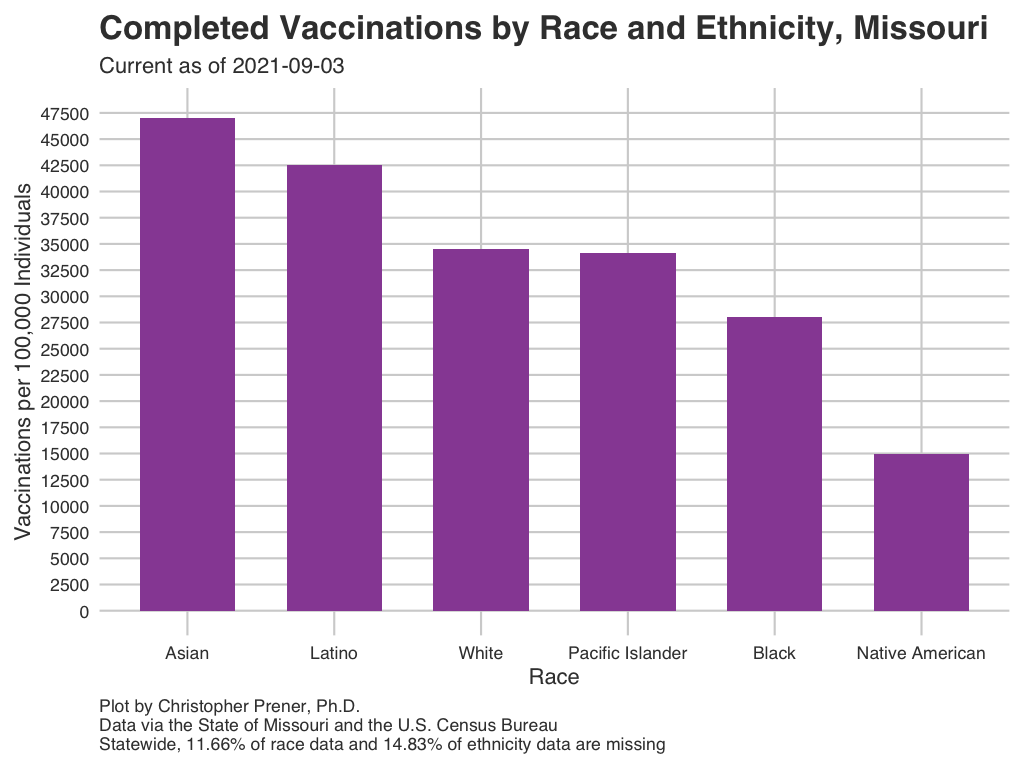 Completed Vaccinations by Race and Ethnicity, Missouri
Current as of 2021-09-03
Vaccinations per 100,000 Individuals
47500
45000
42500
40000
37500
35000
32500
30000
27500
25000
22500
20000
17500
15000
12500
10000
7500
5000
2500
0
Asian
Latino
White
Pacific Islander
Black
Native American
Race
Plot by Christopher Prener, Ph.D.
Data via the State of Missouri and the U.S. Census Bureau
Statewide, 11.66% of race data and 14.83% of ethnicity data are missing